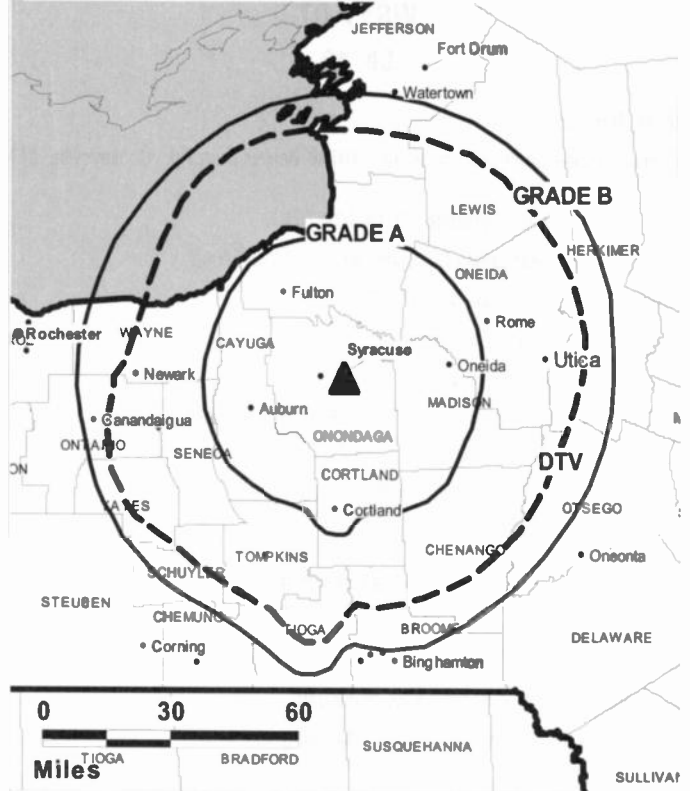 JEFFERSON
Fort Drum
Watertown
GRADE B
LEWIS
GRADE A
HERKIMER
ONEIDA
Fulton
Rome
Rochester
WAYNE
CAYUGA
Syracuse
Utica
Newark
Oneida
Auburn
MADISON
Canandaigua
ONONDAGA
ONTARIO
SENECA
DTV
ON
CORTLAND
YATES
Cortland
OTSEGO
TOMPKINS
CHENANGO
Oneonta
SCHUYLER
STEUBEN
CHEMUNG
TIOGA
BROOME
DELAWARE
Corning
Binghamton
0 30 60
TIOGA
BRADFORD
Miles
SUSQUEHANNA
SULLIVAN